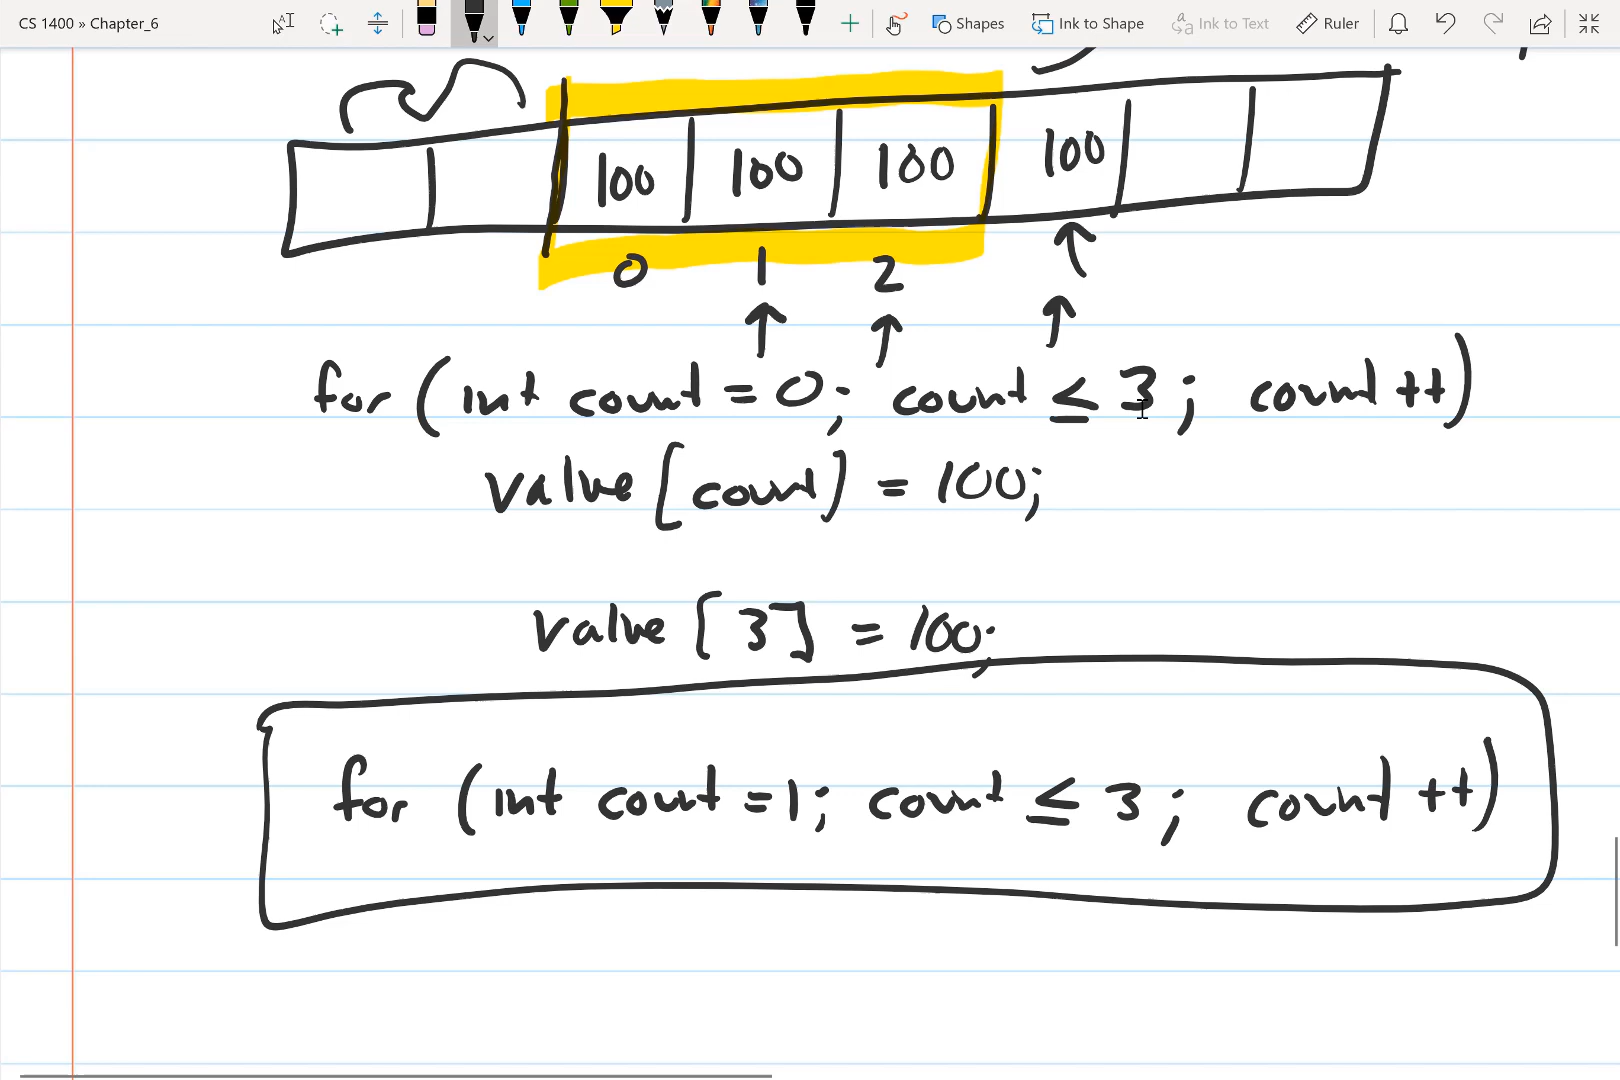 CS 1400 » Chapter_6
Shapes
Ink to Shape
Ink to Text
Ruler
100 100 100 100
0 1 2
for (int count = 0; count ≤ 3; count ++)
value [count] = 100;
value [3] = 100;
for (int count = 1; count ≤ 3; count ++)